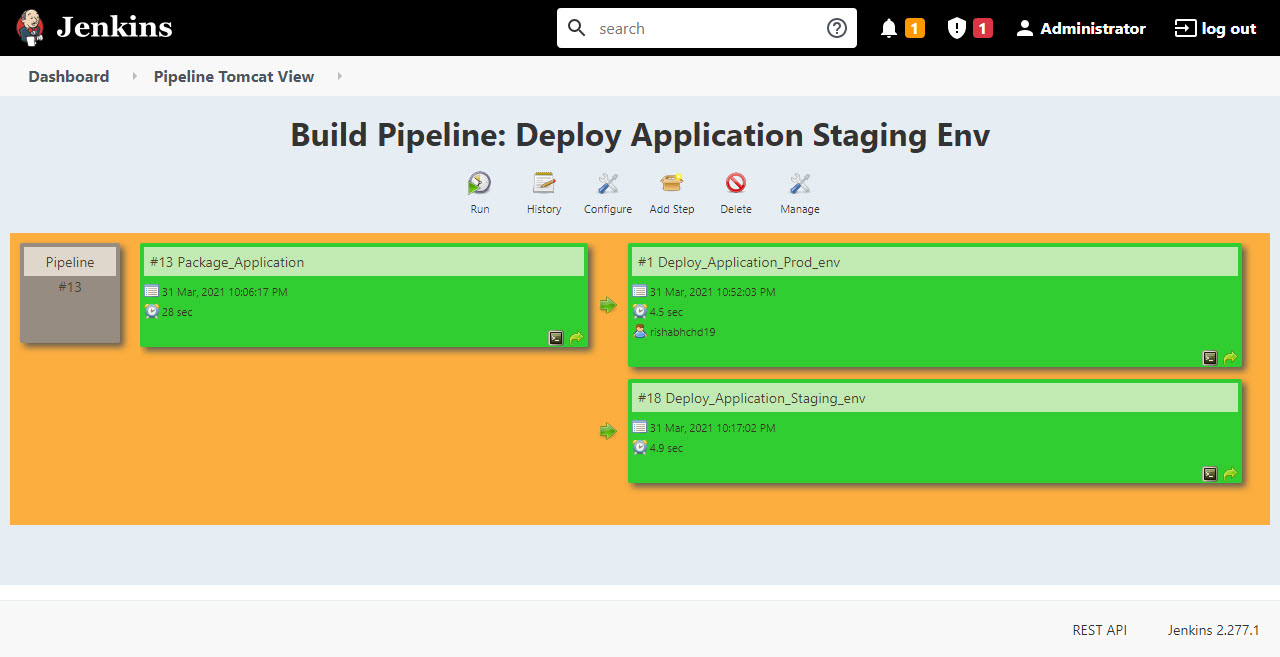 Jenkins
search
1
1
Administrator
log out
Dashboard
Pipeline Tomcat View
Build Pipeline: Deploy Application Staging Env
Run
History
Configure
Add Step
Delete
Manage
Pipeline
#13
#13 Package_Application
31 Mar, 2021 10:06:17 PM
28 sec
#1 Deploy_Application_Prod_env
31 Mar, 2021 10:52:03 PM
4.5 sec
rishabhchd19
#18 Deploy_Application_Staging_env
31 Mar, 2021 10:17:02 PM
4.9 sec
REST API
Jenkins 2.277.1